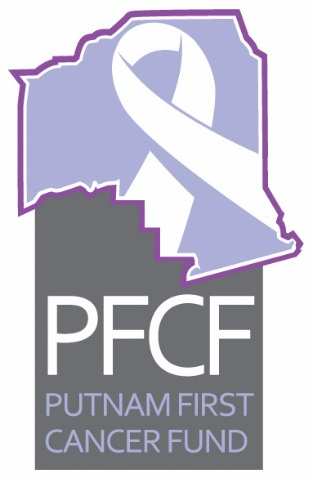 PFCF
PUTNAM FIRST
CANCER FUND